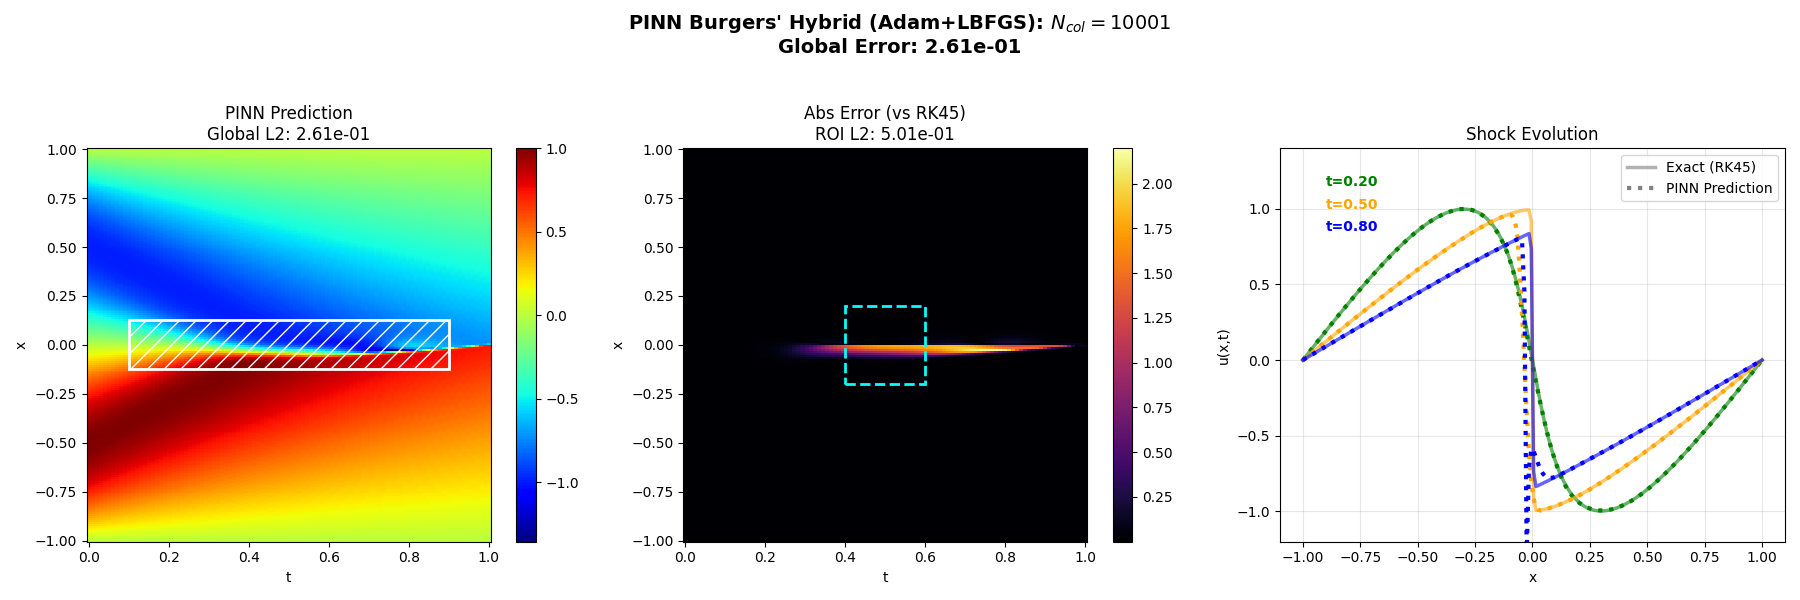 PINN Burgers' Hybrid (Adam+LBFGS): $N_{col} = 10001$
Global Error: 2.61e-01
PINN Prediction
Global L2: 2.61e-01
1.00
0.75
0.50
0.25
0.00
−0.25
−0.50
−0.75
−1.00
x
0.0 0.2 0.4 0.6 0.8 1.0
t
1.0
0.5
0.0
−0.5
−1.0
Abs Error (vs RK45)
ROI L2: 5.01e-01
1.00
0.75
0.50
0.25
0.00
−0.25
−0.50
−0.75
−1.00
x
0.0 0.2 0.4 0.6 0.8 1.0
t
2.00
1.75
1.50
1.25
1.00
0.75
0.50
0.25
Shock Evolution
t=0.20
t=0.50
t=0.80
Exact (RK45)
PINN Prediction
1.0
0.5
0.0
−0.5
−1.0
u(x,t)
−1.00 −0.75 −0.50 −0.25 0.00 0.25 0.50 0.75 1.00
x